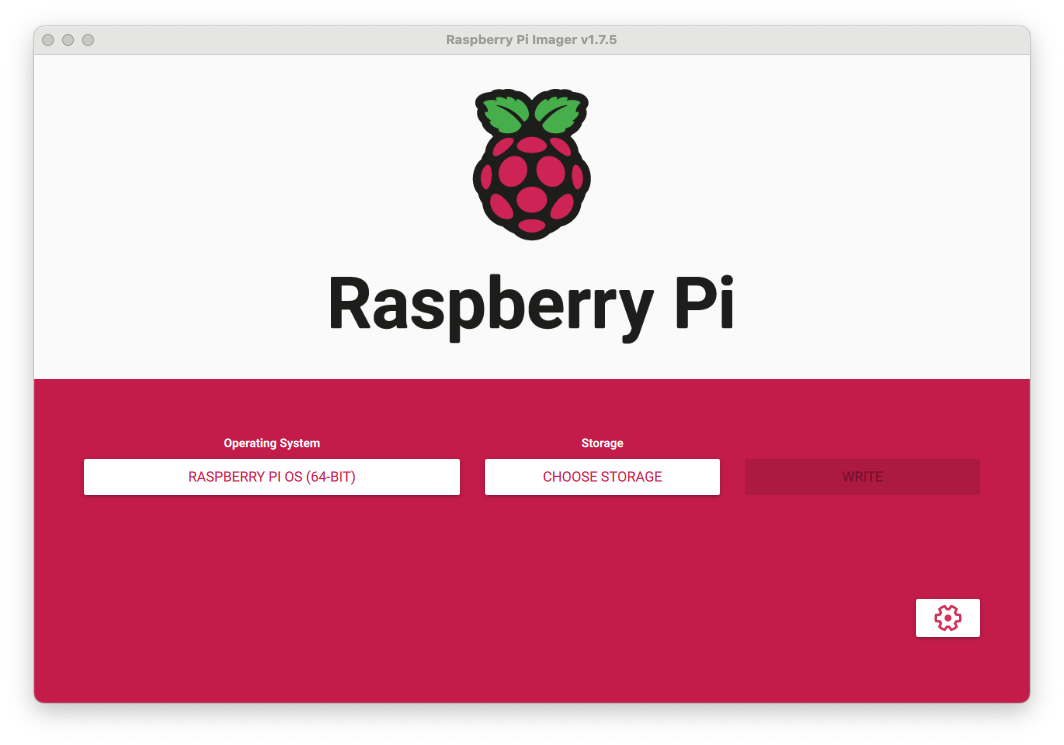 Raspberry Pi Imager v1.7.5
Raspberry Pi
Operating System
Storage
RASPBERRY PI OS (64-BIT)
CHOOSE STORAGE
WRITE